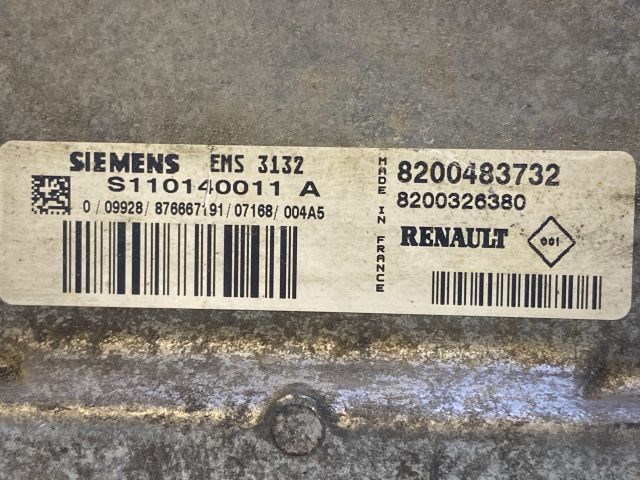 SIEMENS EMS 3132
S110140011 A
0 / 09928 / 876667191 / 07168 / 004A5
MADE IN FRANCE
8200483732
8200326380
RENAULT 001